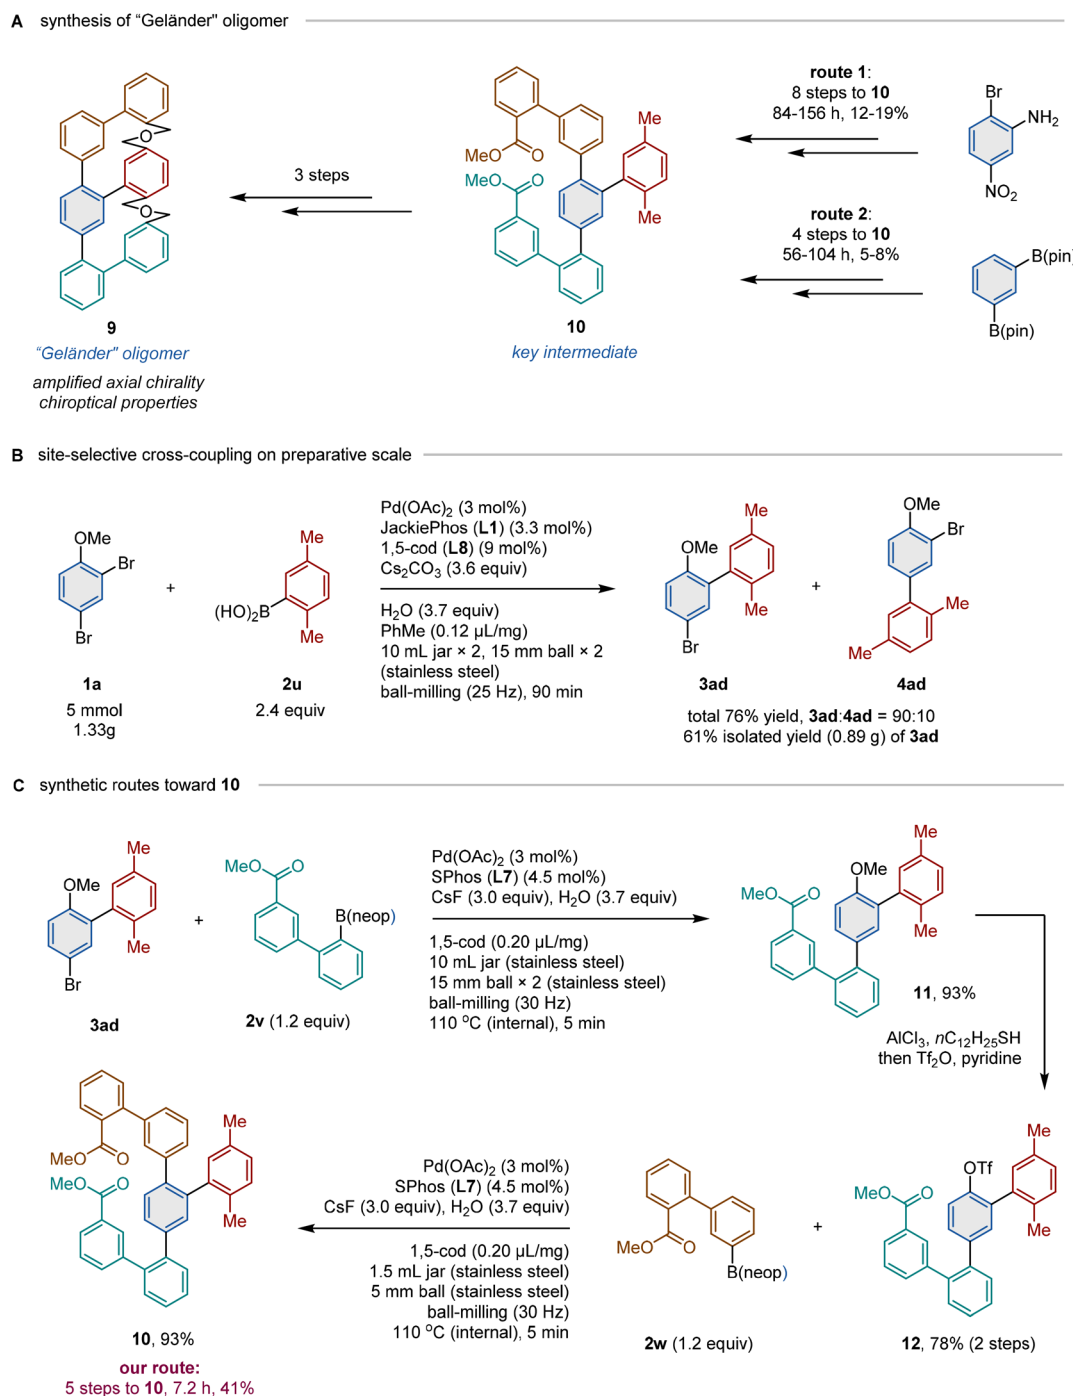 A synthesis of “Geländer" oligomer
9
“Geländer" oligomer
amplified axial chirality
chiroptical properties
O
O
3 steps
MeO
O
MeO
O
Me
Me
10
key intermediate
route 1:
8 steps to 10
84-156 h, 12-19%
route 2:
4 steps to 10
56-104 h, 5-8%
Br
NH2
NO2
B(pin)
B(pin)
B site-selective cross-coupling on preparative scale
OMe
Br
Br
1a
5 mmol
1.33g
+
Me
(HO)2B
Me
2u
2.4 equiv
Pd(OAc)2 (3 mol%)
JackiePhos (L1) (3.3 mol%)
1,5-cod (L8) (9 mol%)
Cs2CO3 (3.6 equiv)
H2O (3.7 equiv)
PhMe (0.12 µL/mg)
10 mL jar × 2, 15 mm ball × 2
(stainless steel)
ball-milling (25 Hz), 90 min
Me
OMe
Me
Br
3ad
+
OMe
Br
Me
Me
4ad
total 76% yield, 3ad:4ad = 90:10
61% isolated yield (0.89 g) of 3ad
C synthetic routes toward 10
Me
OMe
Me
Br
3ad
+
MeO
O
B(neop)
2v (1.2 equiv)
Pd(OAc)2 (3 mol%)
SPhos (L7) (4.5 mol%)
CsF (3.0 equiv), H2O (3.7 equiv)
1,5-cod (0.20 µL/mg)
10 mL jar (stainless steel)
15 mm ball × 2 (stainless steel)
ball-milling (30 Hz)
110 ºC (internal), 5 min
Me
OMe
MeO
O
Me
11, 93%
AlCl3, nC12H25SH
then Tf2O, pyridine
Me
OTf
MeO
O
Me
12, 78% (2 steps)
+
MeO
O
B(neop)
2w (1.2 equiv)
Pd(OAc)2 (3 mol%)
SPhos (L7) (4.5 mol%)
CsF (3.0 equiv), H2O (3.7 equiv)
1,5-cod (0.20 µL/mg)
1.5 mL jar (stainless steel)
5 mm ball (stainless steel)
ball-milling (30 Hz)
110 ºC (internal), 5 min
MeO
O
MeO
O
Me
Me
10, 93%
our route:
5 steps to 10, 7.2 h, 41%